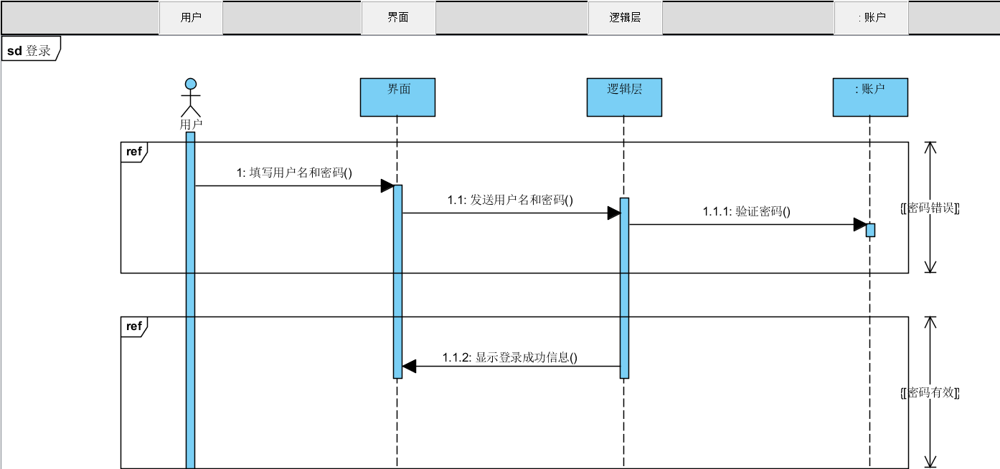 用户
界面
逻辑层
: 账户
sd 登录
界面
逻辑层
: 账户
用户
ref
1: 填写用户名和密码()
1.1: 发送用户名和密码()
1.1.1: 验证密码()
{[密码错误]}
ref
1.1.2: 显示登录成功信息()
{[密码有效]}